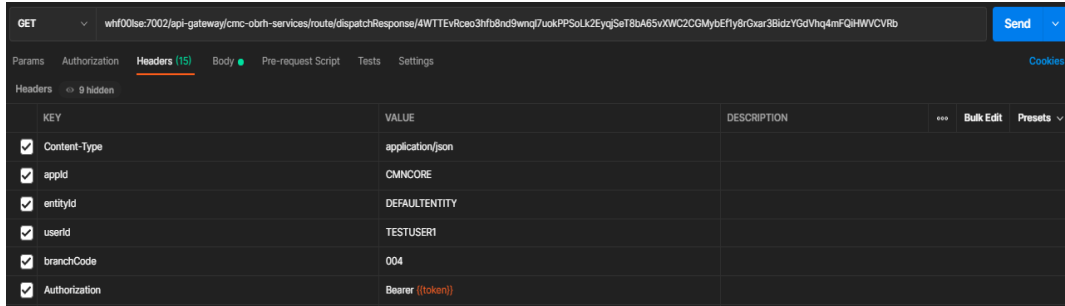 GET whf00lse:7002/api-gateway/cmc-obrh-services/route/dispatchResponse/4WTTEvRceo3hfb8nd9wnql7uokPPSoLk2EyqjSeT8bA65vXWC2CGMybEf1y8rGxar3BidzYGdVhq4mFQiHWVCVRb Send
Params Authorization Headers (15) Body Pre-request Script Tests Settings Cookies
Headers 9 hidden
KEY VALUE DESCRIPTION ooo Bulk Edit Presets
Content-Type application/json
appId CMNCORE
entityId DEFAULTENTITY
userId TESTUSER1
branchCode 004
Authorization Bearer {{token}}